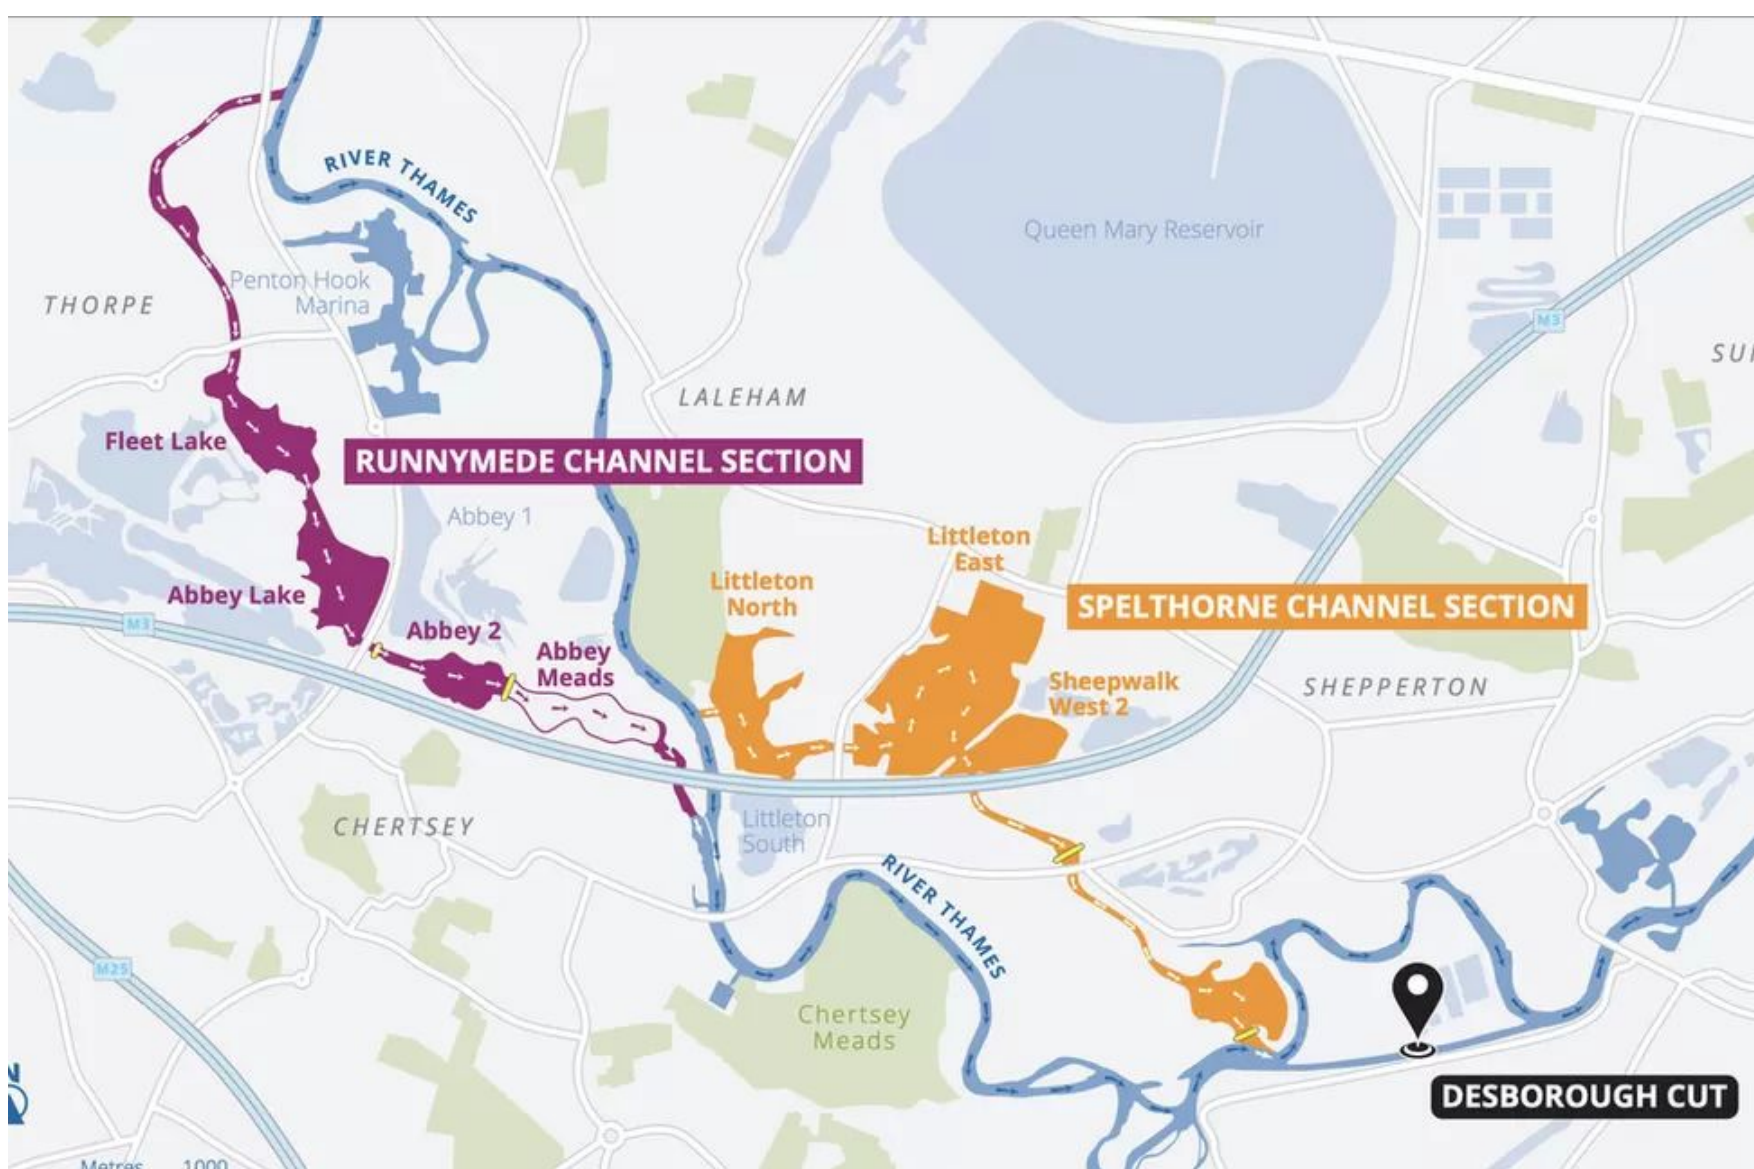 RIVER THAMES
Queen Mary Reservoir
Penton Hook
Marina
THORPE
M3
LALEHAM
Fleet Lake
RUNNYMEDE CHANNEL SECTION
Abbey 1
Littleton
East
Littleton
North
SPELTHORNE CHANNEL SECTION
Abbey Lake
M3
Abbey 2
Abbey
Meads
Sheepwalk
West 2
SHEPPERTON
CHERTSEY
Littleton
South
RIVER THAMES
M25
Chertsey
Meads
DESBOROUGH CUT
Metres 1000